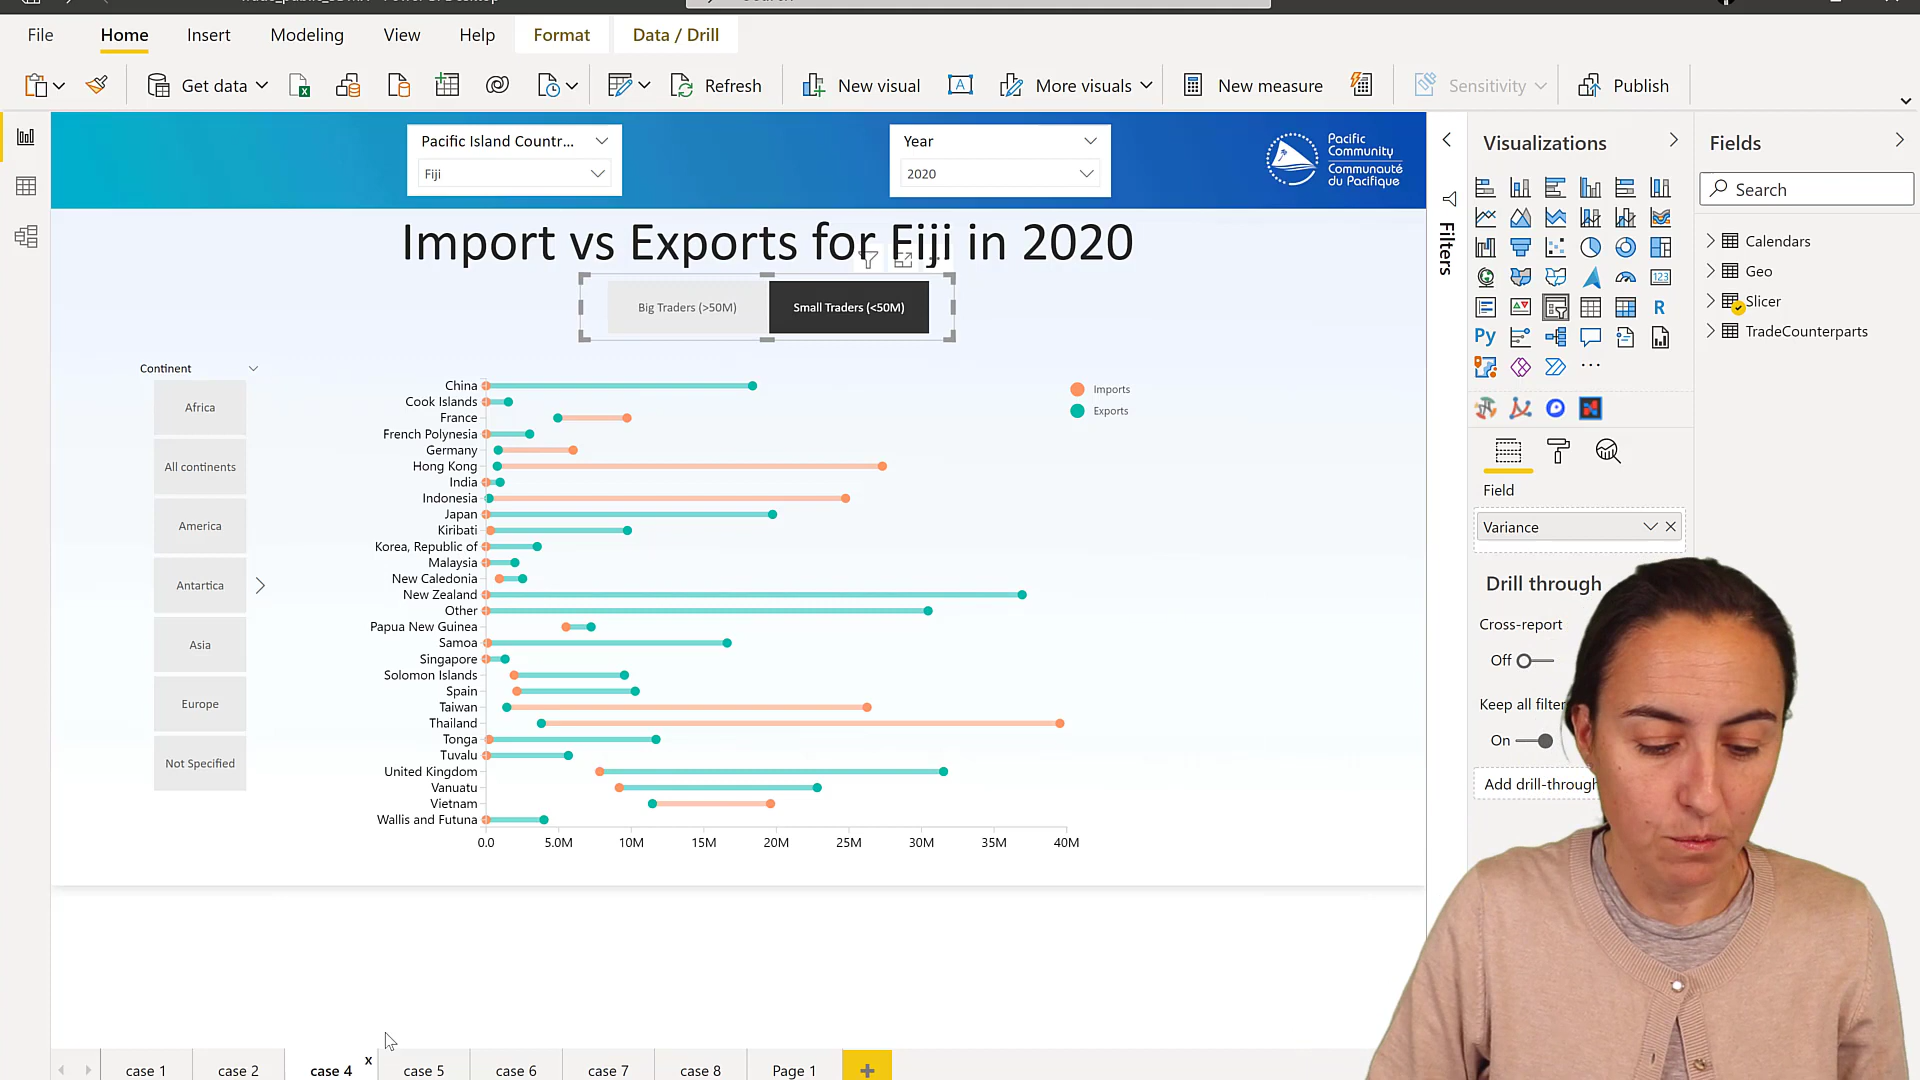 File
Home
Insert
Modeling
View
Help
Format
Data / Drill
Get data
Refresh
New visual
More visuals
New measure
Sensitivity
Publish
Pacific Island Countr...
Fiji
Year
2020
Pacific
Community
Communauté
du Pacifique
Import vs Exports for Fiji in 2020
Big Traders (>50M)
Small Traders (<50M)
Continent
Africa
All continents
America
Antartica
Asia
Europe
Not Specified
China
Cook Islands
France
French Polynesia
Germany
Hong Kong
India
Indonesia
Japan
Kiribati
Korea, Republic of
Malaysia
New Caledonia
New Zealand
Other
Papua New Guinea
Samoa
Singapore
Solomon Islands
Spain
Taiwan
Thailand
Tonga
Tuvalu
United Kingdom
Vanuatu
Vietnam
Wallis and Futuna
0.0 5.0M 10M 15M 20M 25M 30M 35M 40M
Imports
Exports
Filters
Visualizations
123
R
Py
Field
Variance
Drill through
Cross-report
Off
Keep all filter
On
Add drill-through
Fields
Search
Calendars
Geo
Slicer
TradeCounterparts
case 1
case 2
case 4
x
case 5
case 6
case 7
case 8
Page 1
+